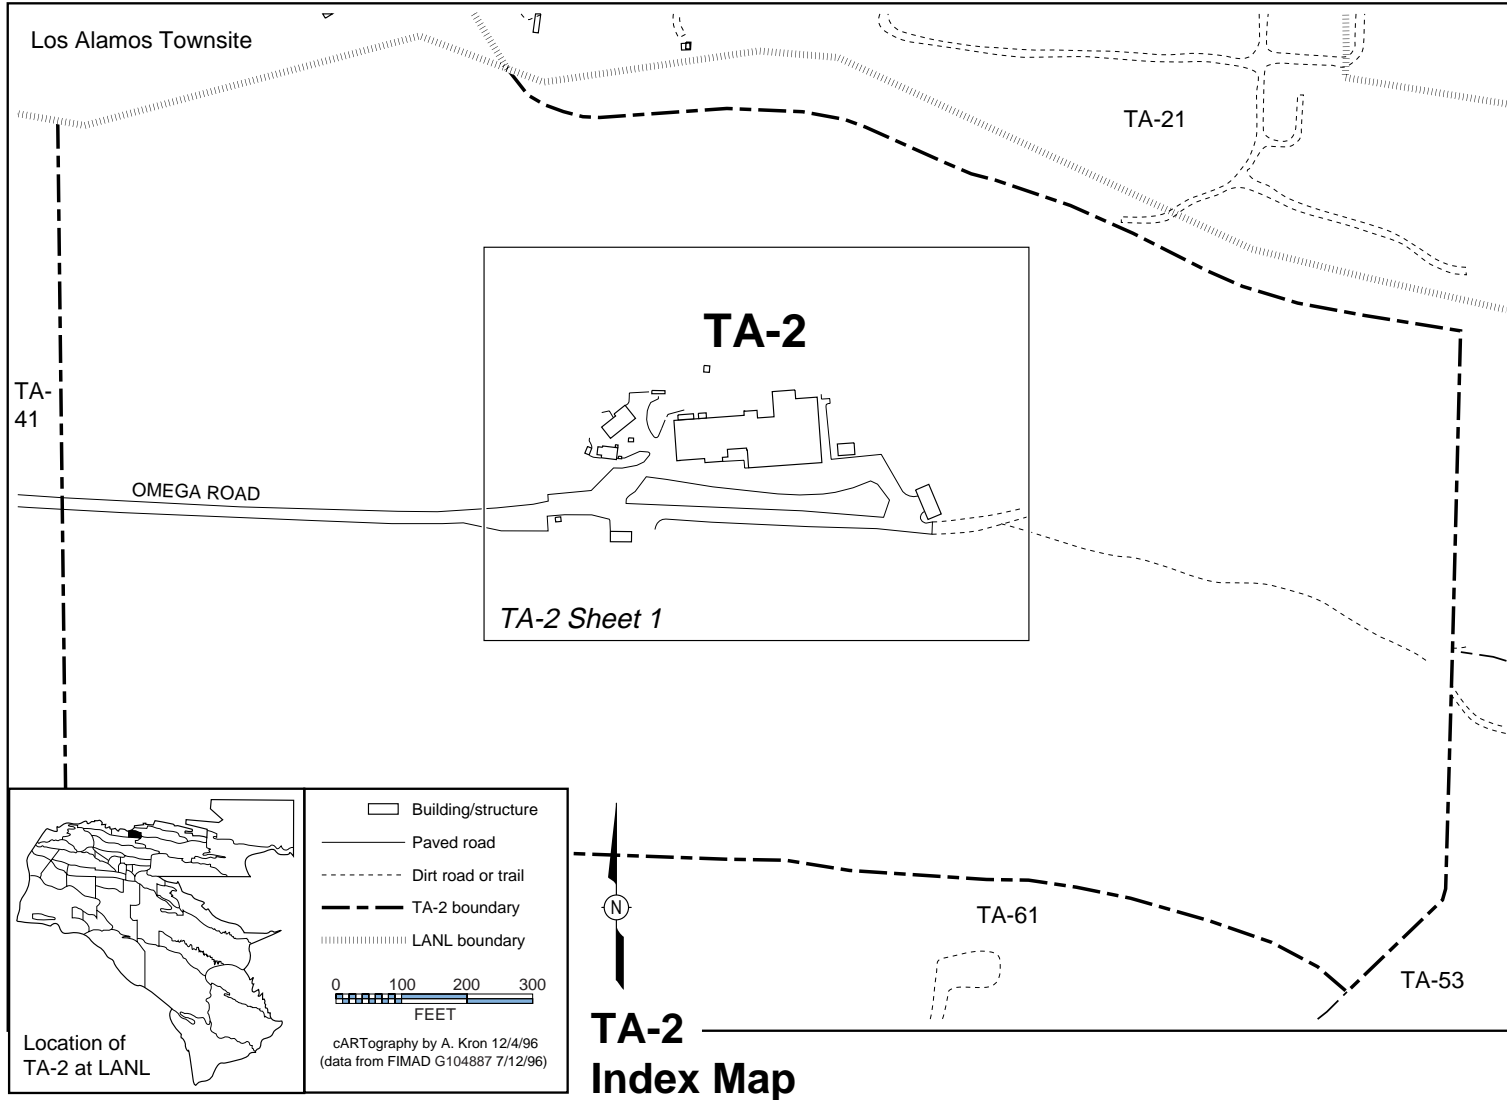 Los Alamos Townsite
TA-21
TA-2
TA-
41
OMEGA ROAD
TA-2 Sheet 1
Building/structure
Paved road
Dirt road or trail
TA-2 boundary
LANL boundary
0 100 200 300
FEET
cARTography by A. Kron 12/4/96
(data from FIMAD G104887 7/12/96)
Location of
TA-2 at LANL
N
TA-61
TA-53
TA-2
Index Map